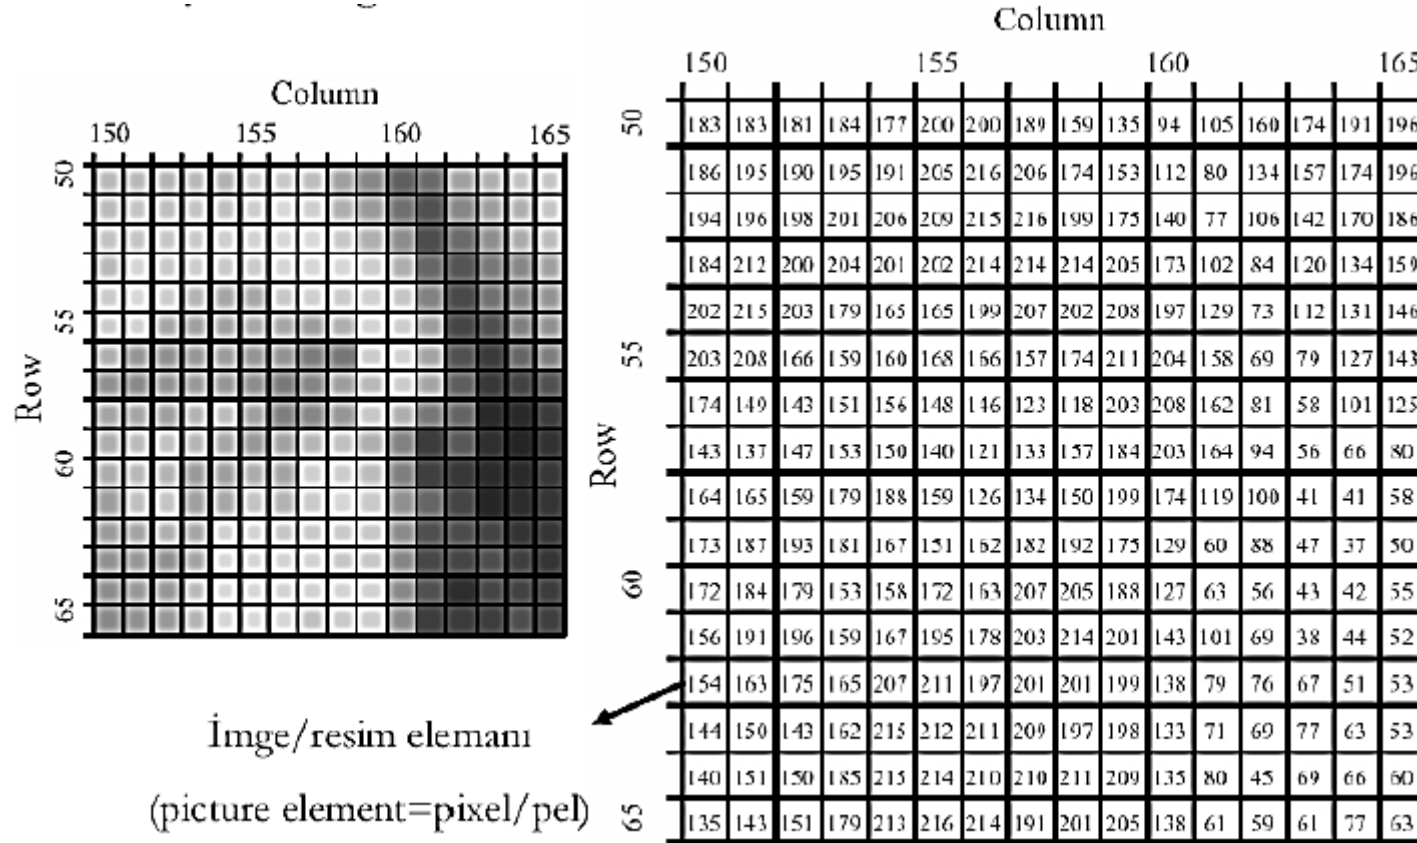 Column
150 155 160 165
50
55
60
65
Row
İmge/resim elemanı
(picture element=pixel/pel)
Column
150 155 160 165
50
55
60
65
Row
183 183 181 184 177 200 200 189 159 135 94 105 160 174 191 196
186 195 190 195 191 205 216 206 174 153 112 80 134 157 174 196
194 196 198 201 206 209 215 216 199 175 140 77 106 142 170 186
184 212 200 204 201 202 214 214 214 205 173 102 84 120 134 159
202 215 203 179 165 165 199 207 202 208 197 129 73 112 131 146
203 208 166 159 160 168 166 157 174 211 204 158 69 79 127 143
174 149 143 151 156 148 146 123 118 203 208 162 81 58 101 125
143 137 147 153 150 140 121 133 157 184 203 164 94 56 66 80
164 165 159 179 188 159 126 134 150 199 174 119 100 41 41 58
173 187 193 181 167 151 162 182 192 175 129 60 88 47 37 50
172 184 179 153 158 172 163 207 205 188 127 63 56 43 42 55
156 191 196 159 167 195 178 203 214 201 143 101 69 38 44 52
154 163 175 165 207 211 197 201 201 199 138 79 76 67 51 53
144 150 143 162 215 212 211 209 197 198 133 71 69 77 63 53
140 151 150 185 215 214 210 210 211 209 135 80 45 69 66 60
135 143 151 179 213 216 214 191 201 205 138 61 59 61 77 63